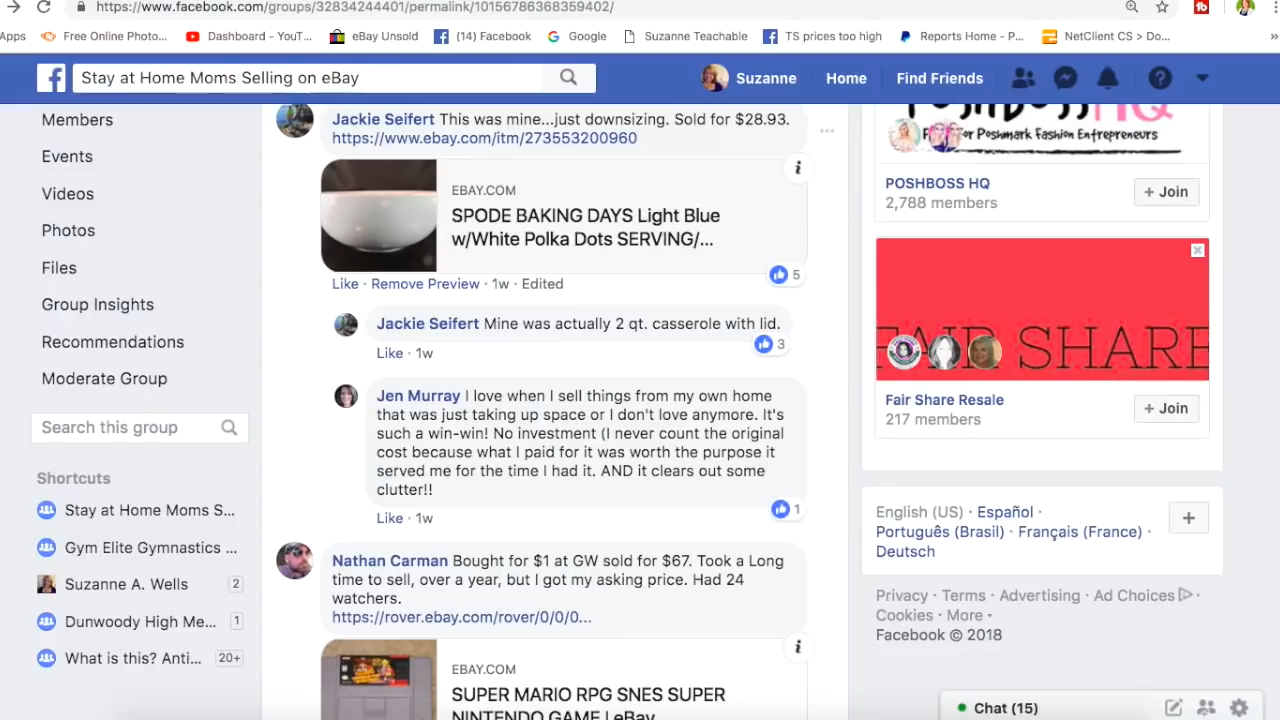 https://www.facebook.com/groups/32834244401/permalink/10156786368359402/
Apps
Free Online Photo...
Dashboard - YouT...
eBay Unsold
(14) Facebook
Google
Suzanne Teachable
TS prices too high
Reports Home - P...
NetClient CS > Do...
»
Stay at Home Moms Selling on eBay
Suzanne
Home
Find Friends
Members
Events
Videos
Photos
Files
Group Insights
Recommendations
Moderate Group
Search this group
Shortcuts
Stay at Home Moms S...
Gym Elite Gymnastics ...
Suzanne A. Wells 2
Dunwoody High Me... 1
What is this? Anti... 20+
Jackie Seifert This was mine...just downsizing. Sold for $28.93.
https://www.ebay.com/itm/273553200960
EBAY.COM
SPODE BAKING DAYS Light Blue
w/White Polka Dots SERVING/...
5
Like · Remove Preview · 1w · Edited
Jackie Seifert Mine was actually 2 qt. casserole with lid.
3
Like · 1w
Jen Murray I love when I sell things from my own home
that was just taking up space or I don't love anymore. It's
such a win-win! No investment (I never count the original
cost because what I paid for it was worth the purpose it
served me for the time I had it. AND it clears out some
clutter!!
1
Like · 1w
Nathan Carman Bought for $1 at GW sold for $67. Took a Long
time to sell, over a year, but I got my asking price. Had 24
watchers.
https://rover.ebay.com/rover/0/0/0...
EBAY.COM
SUPER MARIO RPG SNES SUPER
NINTENDO GAME | eBay
POSHBOSS HQ
For Poshmark Fashion Entrepreneurs
POSHBOSS HQ
2,788 members
+ Join
FAIR SHARE
Fair Share Resale
217 members
+ Join
English (US) · Español ·
Português (Brasil) · Français (France) ·
Deutsch
Privacy · Terms · Advertising · Ad Choices ·
Cookies · More
Facebook © 2018
Chat (15)